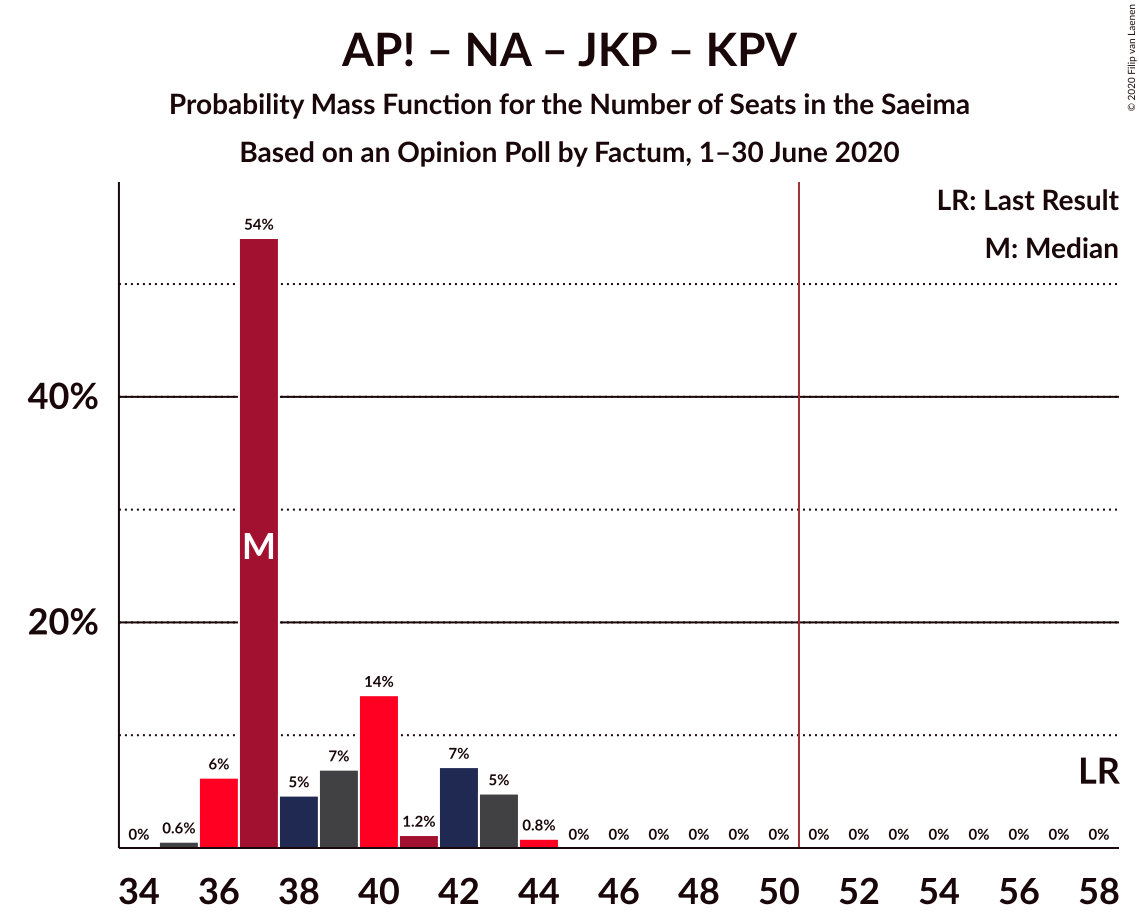 AP! – NA – JKP – KPV
Probability Mass Function for the Number of Seats in the Saeima
Based on an Opinion Poll by Factum, 1–30 June 2020
© 2020 Filip van Laenen
LR: Last Result
M: Median
54%
40%
M
20%
14%
7%
7%
6%
5%
5%
LR
1.2%
0.8%
0.6%
0%
0% 0% 0% 0% 0% 0% 0% 0% 0% 0% 0% 0% 0% 0%
34 36 38 40 42 44 46 48 50 52 54 56 58